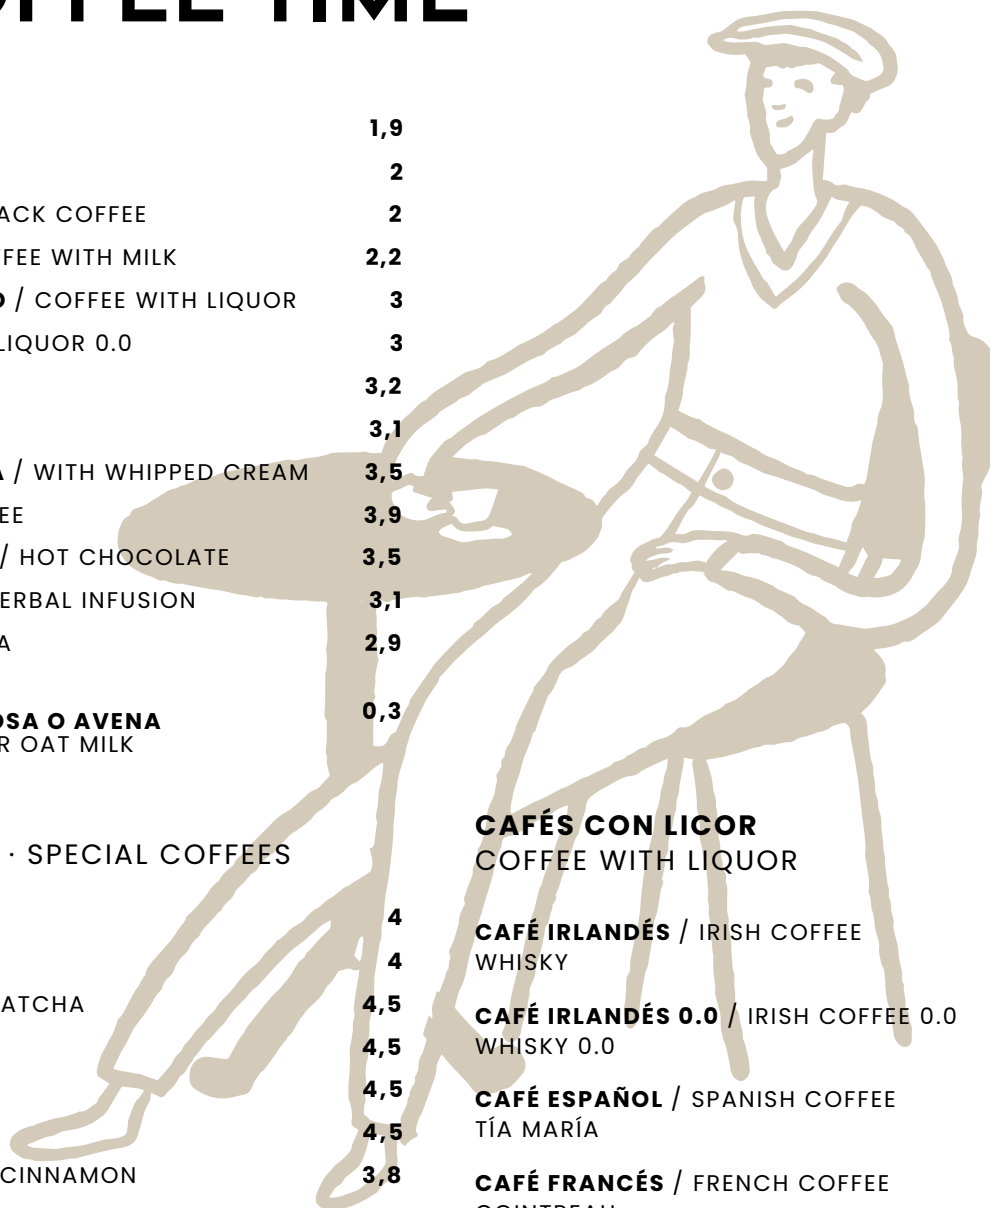 COFFEE TIME
1,9
2
ACK COFFEE 2
FEE WITH MILK 2,2
O / COFFEE WITH LIQUOR 3
LIQUOR 0.0 3
3,2
3,1
A / WITH WHIPPED CREAM 3,5
EE 3,9
/ HOT CHOCOLATE 3,5
ERBAL INFUSION 3,1
A 2,9
OSA O AVENA 0,3
R OAT MILK
· SPECIAL COFFEES
4
4
ATCHA 4,5
4,5
4,5
4,5
CINNAMON 3,8
CAFÉS CON LICOR
COFFEE WITH LIQUOR
CAFÉ IRLANDÉS / IRISH COFFEE
WHISKY
CAFÉ IRLANDÉS 0.0 / IRISH COFFEE 0.0
WHISKY 0.0
CAFÉ ESPAÑOL / SPANISH COFFEE
TÍA MARÍA
CAFÉ FRANCÉS / FRENCH COFFEE
COINTREAU